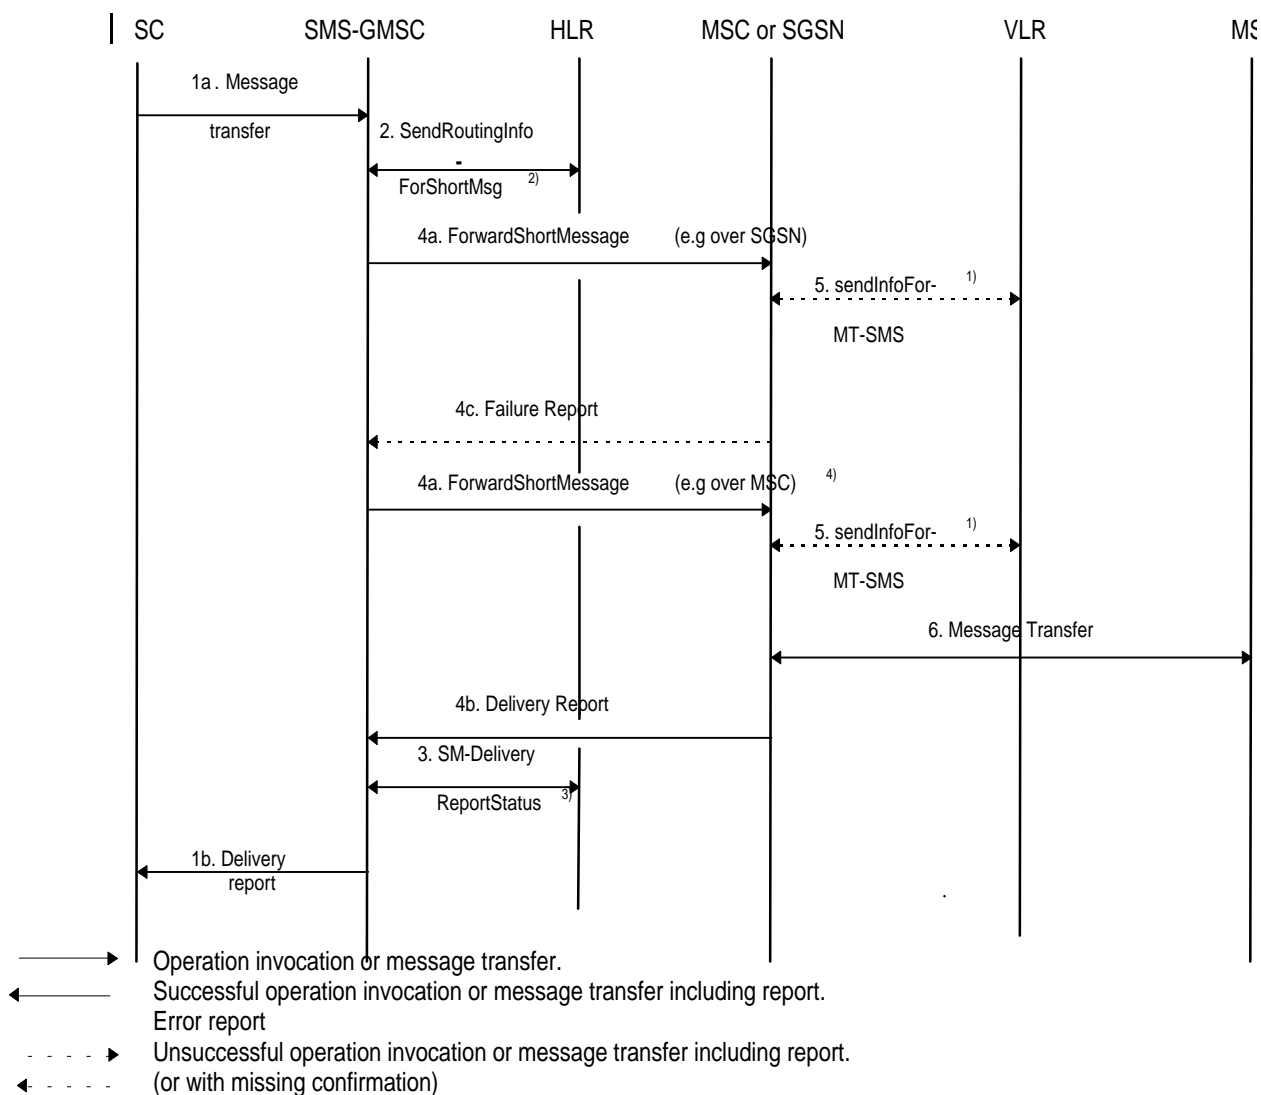 SC SMS-GMSC HLR MSC or SGSN VLR MS
1a . Message
transfer
2. SendRoutingInfo
-
ForShortMsg 2)
4a. ForwardShortMessage (e.g over SGSN)
5. sendInfoFor- 1)
MT-SMS
4c. Failure Report
4a. ForwardShortMessage (e.g over MSC) 4)
5. sendInfoFor- 1)
MT-SMS
6. Message Transfer
4b. Delivery Report
3. SM-Delivery
ReportStatus 3)
1b. Delivery
report
.
Operation invocation or message transfer.
Successful operation invocation or message transfer including report.
Error report
Unsuccessful operation invocation or message transfer including report.
(or with missing confirmation)